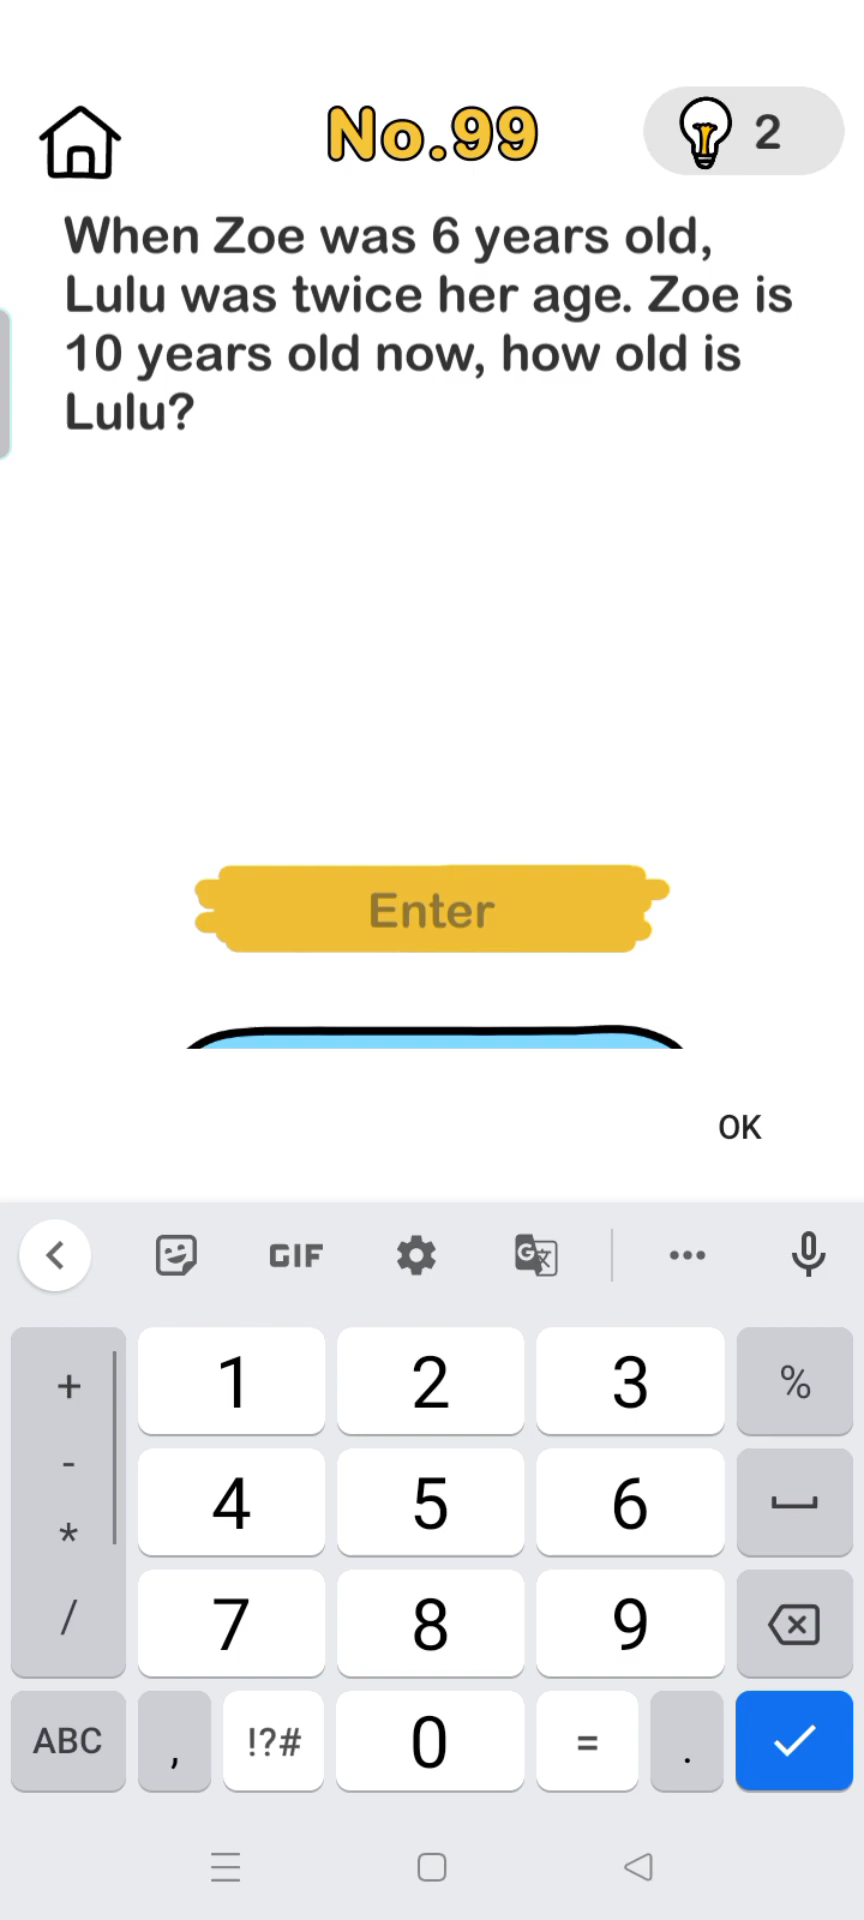 No.99
2
When Zoe was 6 years old,
Lulu was twice her age. Zoe is
10 years old now, how old is
Lulu?
Enter
OK
GIF
G
+ 1 2 3 %
- 4 5 6
*
/ 7 8 9
ABC , !?# 0 = .